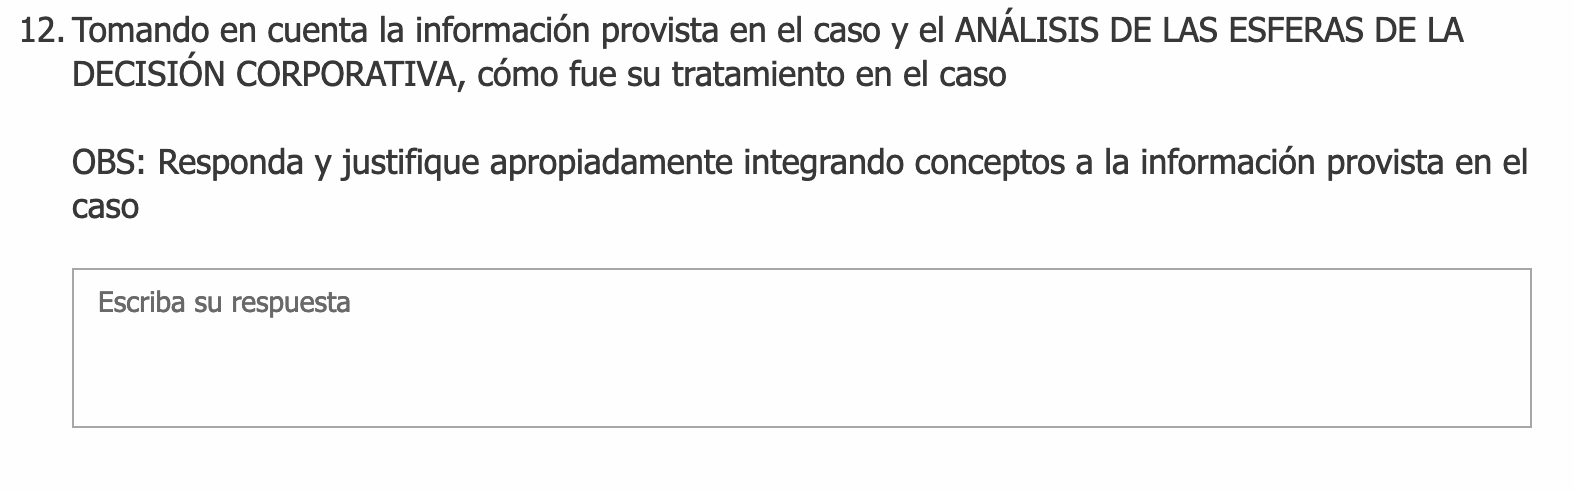 12. Tomando en cuenta la información provista en el caso y el ANÁLISIS DE LAS ESFERAS DE LA
DECISIÓN CORPORATIVA, cómo fue su tratamiento en el caso
OBS: Responda y justifique apropiadamente integrando conceptos a la información provista en el
caso
Escriba su respuesta